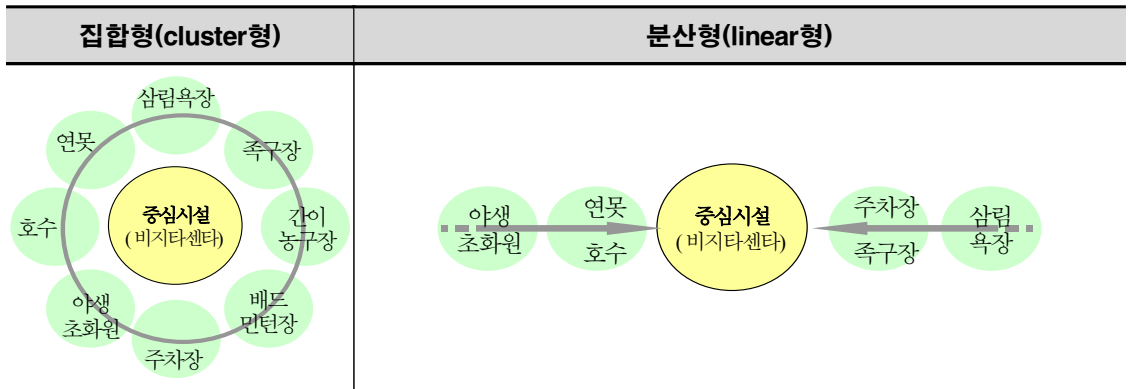 집합형(cluster형)
분산형(linear형)
삼림욕장
연못
족구장
호수
중심시설
(비지타센타)
간이
농구장
야생
초화원
배드
민턴장
주차장
야생
초화원
연못
호수
중심시설
(비지타센타)
주차장
족구장
삼림
욕장